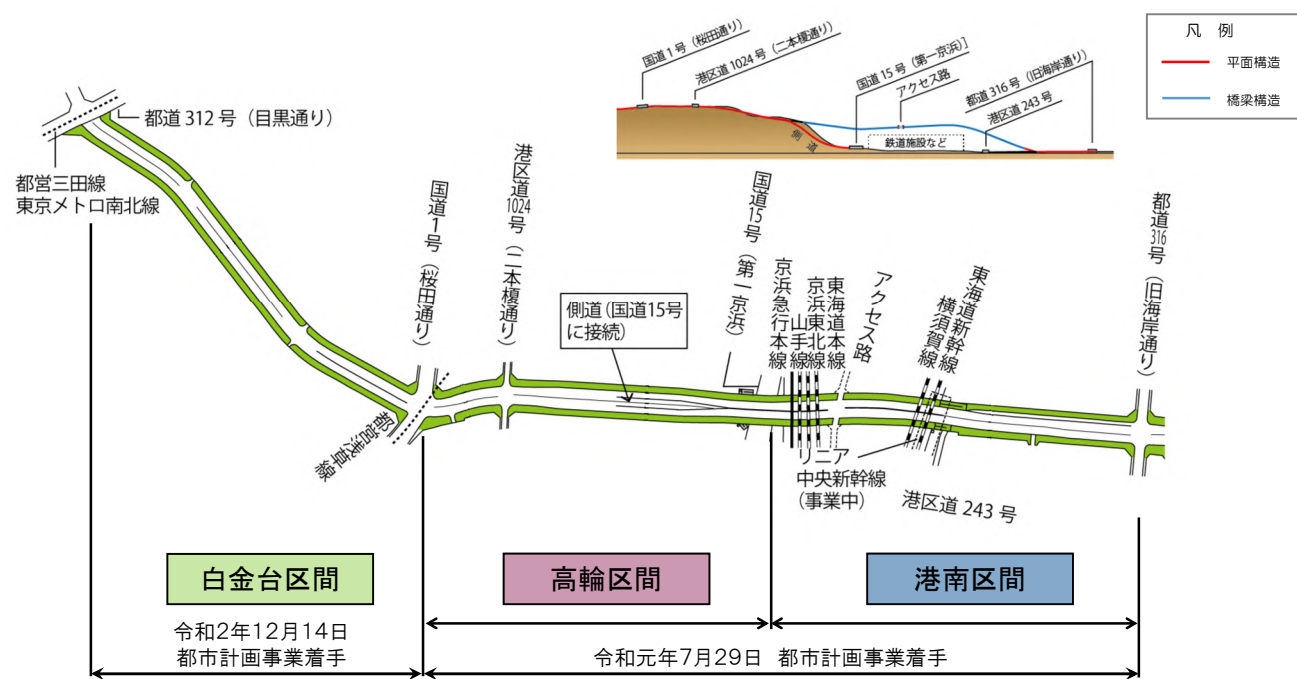 凡 例
平面構造
橋梁構造
国道1号(桜田通り)
港区道1024号(二本榎通り)
国道15号(第一京浜)]
アクセス路
都道316号(旧海岸通り)
港区道243号
側道
鉄道施設など
都道312号(目黒通り)
都営三田線
東京メトロ南北線
国道1号(桜田通り)
港区道1024号(二本榎通り)
都営浅草線
側道(国道15号
に接続)
国道15号(第一京浜)
京浜急行本線
山手線
京浜東北線
東海道本線
アクセス路
東海道新幹線
横須賀線
都道316号(旧海岸通り)
リニア
中央新幹線
(事業中)
港区道243号
白金台区間
高輪区間
港南区間
令和2年12月14日
都市計画事業着手
令和元年7月29日 都市計画事業着手